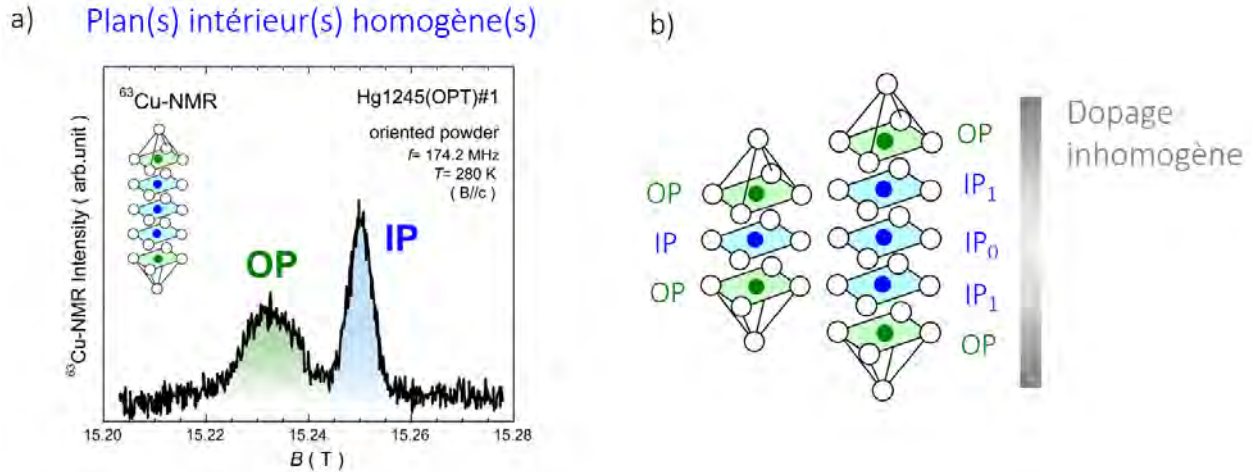 a) Plan(s) intérieur(s) homogène(s)
⁶³Cu-NMR
Hg1245(OPT)#1
oriented powder
f= 174.2 MHz
T= 280 K
( B//c )
OP
IP
⁶³Cu-NMR Intensity ( arb.unit )
15.20 15.22 15.24 15.26 15.28
B ( T )
b)
OP
IP
OP
OP
IP₁
IP₀
IP₁
OP
Dopage
inhomogène